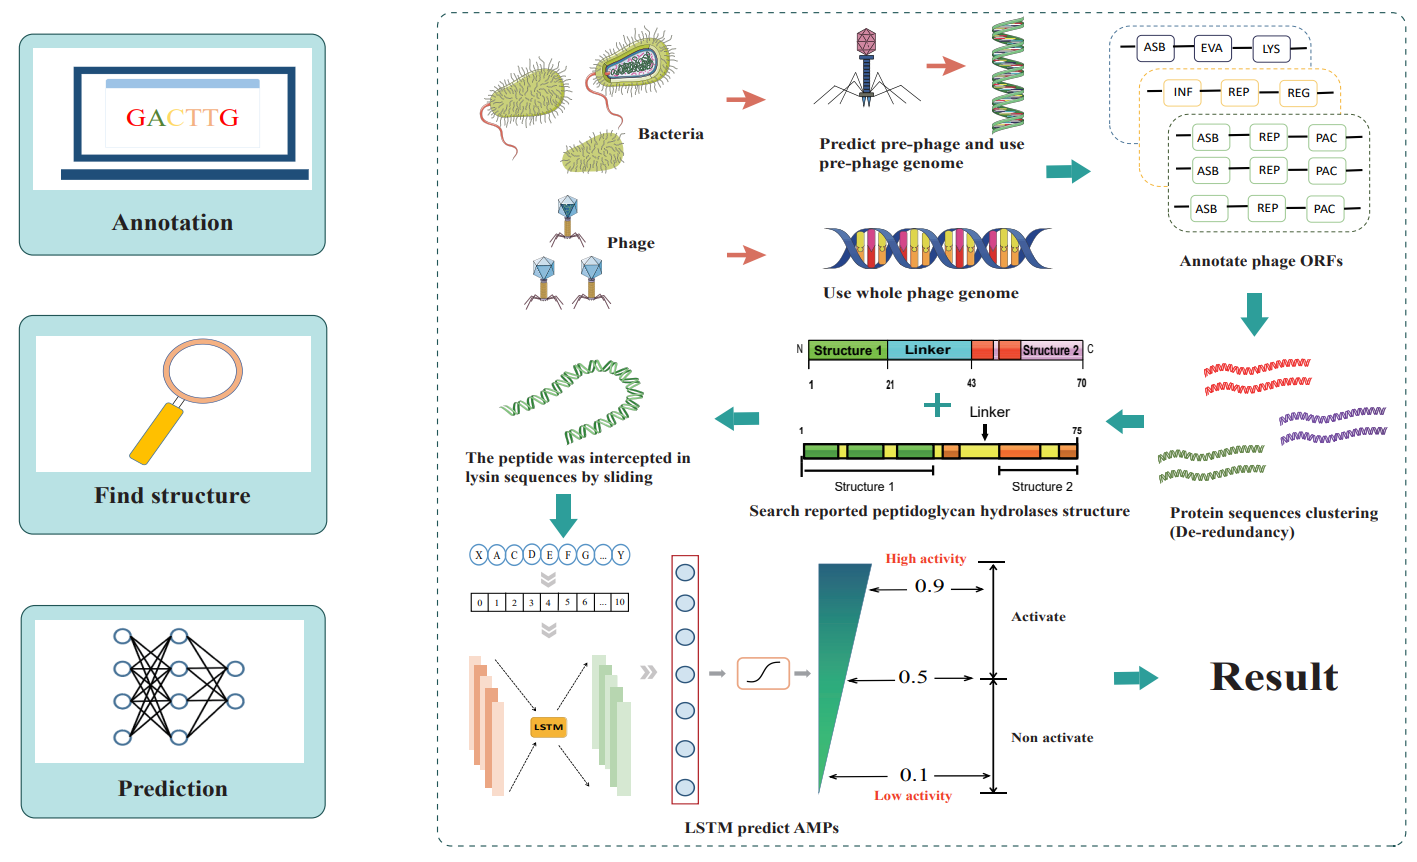 GACTTG
Annotation
Find structure
Prediction
Bacteria
Predict pre-phage and use
pre-phage genome
Phage
Use whole phage genome
ASB EVA LYS
INF REP REG
ASB REP PAC
ASB REP PAC
ASB REP PAC
Annotate phage ORFs
Protein sequences clustering
(De-redundancy)
N Structure 1 Linker Structure 2 C
1 21 43 70
+
Linker
1 75
Structure 1 Structure 2
Search reported peptidoglycan hydrolases structure
The peptide was intercepted in
lysin sequences by sliding
X A C D E F G ... Y
0 1 2 3 4 5 6 ... 10
LSTM
LSTM predict AMPs
High activity
0.9
Activate
0.5
Non activate
0.1
Low activity
Result